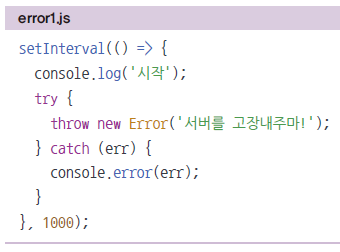 error1.js
setInterval(() => {
  console.log('시작');
  try {
    throw new Error('서버를 고장내주마!');
  } catch (err) {
    console.error(err);
  }
}, 1000);